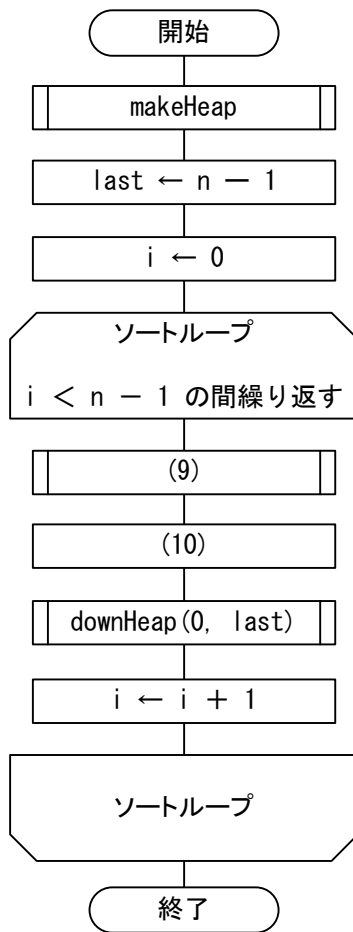 開始
makeHeap
last ← n － 1
i ← 0
ソートループ
i ＜ n － 1 の間繰り返す
(9)
(10)
downHeap(0, last)
i ← i ＋ 1
ソートループ
終了